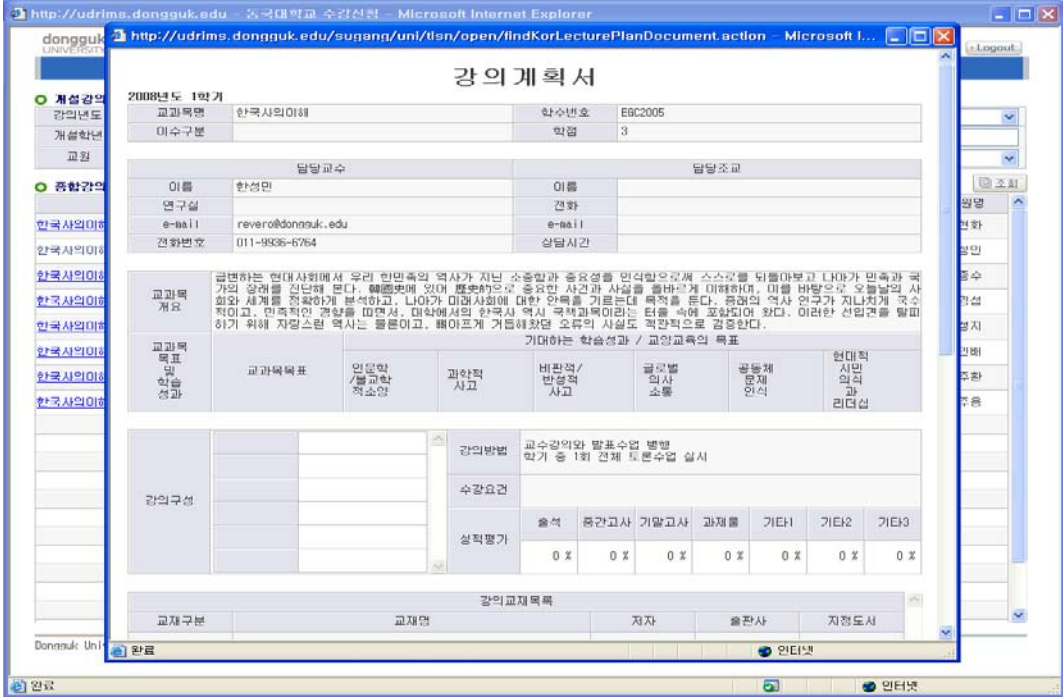 http://udrims.dongguk.edu - 동국대학교 수강신청 - Microsoft Internet Explorer
http://udrims.dongguk.edu/sugang/uni/tlsn/open/findKorLecturePlanDocument.action - Microsoft I...
dongguk
UNIVERSITY
Logout
강의계획서
2008년도 1학기
개설강의
강의년도
개설학년
교원
종합강의
조회
원명
교과목명 한국사의이해 학수번호 EGC2005
이수구분 학점 3
담당교수 담당조교
이름 한성민 이름
연구실 전화
e-mail revero@dongguk.edu e-mail
전화번호 011-9936-6764 상담시간
한국사의이해
한국사의이해
한국사의이해
한국사의이해
한국사의이해
한국사의이해
한국사의이해
한국사의이해
교과목
개요
급변하는 현대사회에서 우리 한민족의 역사가 지닌 소중함과 중요성을 인식함으로써 스스로를 되돌아보고 나아가 민족과 국
가의 장래를 진단해 본다. 韓國史에 있어 歷史的으로 중요한 사건과 사실을 올바르게 이해하며, 이를 바탕으로 오늘날의 사
회와 세계를 정확하게 분석하고, 나아가 미래사회에 대한 안목을 기르는데 목적을 둔다. 종래의 역사 연구가 지나치게 국수
적이고, 민족적인 경향을 띠면서, 대학에서의 한국사 역시 국책과목이라는 터울 속에 포함되어 왔다. 이러한 선입견을 탈피
하기 위해 자랑스런 역사는 물론이고, 뼈아프게 거듭해왔던 오류의 사실도 객관적으로 검증한다.
교과목
목표
및
학습
성과
교과목목표
기대하는 학습성과 / 교양교육의 목표
인문학
/불교학
적소양
과학적
사고
비판적/
반성적
사고
글로벌
의사
소통
공동체
문제
인식
현대적
시민
의식
과
리더십
강의구성
강의방법
교수강의와 발표수업 병행
학기 중 1회 전체 토론수업 실시
수강요건
성적평가
출석 중간고사 기말고사 과제물 기타1 기타2 기타3
0 % 0 % 0 % 0 % 0 % 0 % 0 %
강의교재목록
교재구분 교재명 저자 출판사 지정도서
Dongguk Uni
완료 인터넷
완료 인터넷